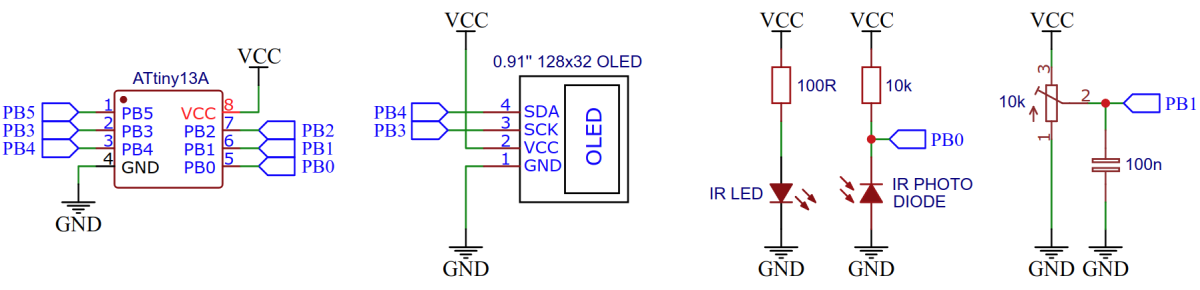 VCC
ATtiny13A
PB5 1 PB5 VCC 8
PB3 2 PB3 PB2 7 PB2
PB4 3 PB4 PB1 6 PB1
4 GND PB0 5 PB0
GND
VCC
0.91" 128x32 OLED
PB4 4 SDA
PB3 3 SCK
2 VCC
1 GND
OLED
GND
VCC
100R
IR LED
GND
VCC
10k
PB0
IR PHOTO
DIODE
GND
VCC
3
10k
2
PB1
1
100n
GND
GND